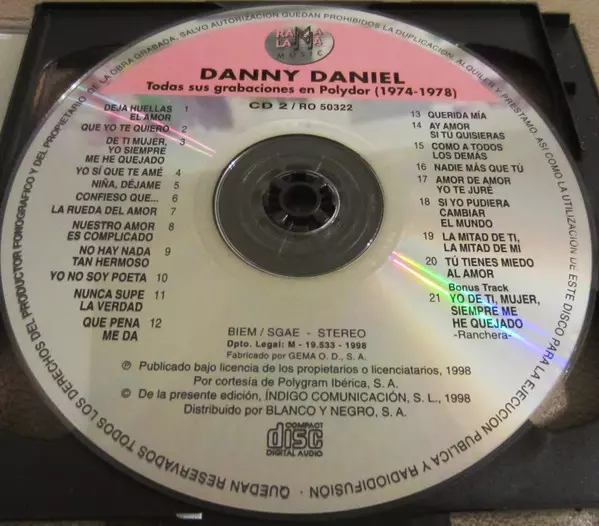 RAMA
LAMA
MUSIC
DANNY DANIEL
Todas sus grabaciones en Polydor (1974-1978)
CD 2 / RO 50322
DEJA HUELLAS 1
EL AMOR
QUE YO TE QUIERO 2
DE TI MUJER, 3
YO SIEMPRE
ME HE QUEJADO
YO SÍ QUE TE AMÉ 4
NIÑA, DÉJAME 5
CONFIESO QUE... 6
LA RUEDA DEL AMOR 7
NUESTRO AMOR 8
ES COMPLICADO
NO HAY NADA 9
TAN HERMOSO
YO NO SOY POETA 10
NUNCA SUPE 11
LA VERDAD
QUE PENA 12
ME DA
13 QUERIDA MÍA
14 AY AMOR
SI TÚ QUISIERAS
15 COMO A TODOS
LOS DEMÁS
16 NADIE MÁS QUE TÚ
17 AMOR DE AMOR
YO TE JURÉ
18 SI YO PUDIERA
CAMBIAR
EL MUNDO
19 LA MITAD DE TI,
LA MITAD DE MI
20 TÚ TIENES MIEDO
AL AMOR
Bonus Track
21 YO DE TI, MUJER,
SIEMPRE ME
HE QUEJADO
-Ranchera-
BIEM / SGAE - STEREO
Dpto. Legal: M - 19.533 - 1998
Fabricado por GEMA O. D., S. A.
Ⓟ Publicado bajo licencia de los propietarios o licenciatarios, 1998
Por cortesía de Polygram Ibérica, S. A.
© De la presente edición, ÍNDIGO COMUNICACIÓN, S. L., 1998
Distribuido por BLANCO Y NEGRO, S. A.
COMPACT
disc
DIGITAL AUDIO
QUEDAN RESERVADOS TODOS LOS DERECHOS DEL PRODUCTOR FONOGRAFICO Y DEL PROPIETARIO DE LA OBRA GRABADA. SALVO AUTORIZACION QUEDAN PROHIBIDOS LA DUPLICACION, ALQUILER Y PRESTAMO, ASI COMO LA UTILIZACION DE ESTE DISCO PARA LA EJECUCION PUBLICA Y RADIODIFUSION ·